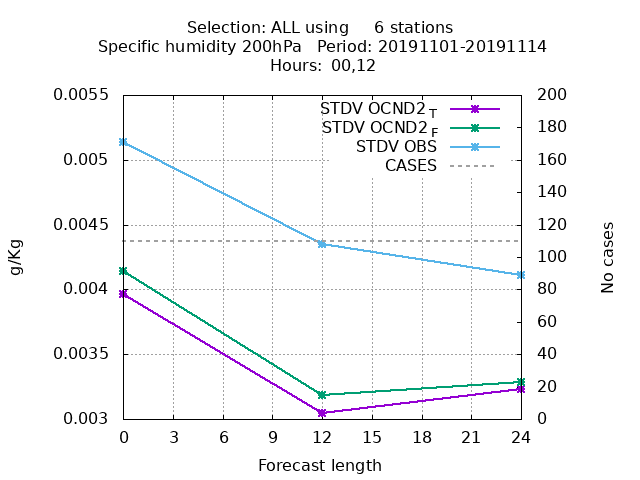 Selection: ALL using     6 stations
Specific humidity 200hPa   Period: 20191101-20191114
Hours:  00,12
0.0055
0.005
0.0045
0.004
0.0035
0.003
g/Kg
STDV OCND2 T
STDV OCND2 F
STDV OBS
CASES
200
180
160
140
120
100
80
60
40
20
0
No cases
0 3 6 9 12 15 18 21 24
Forecast length